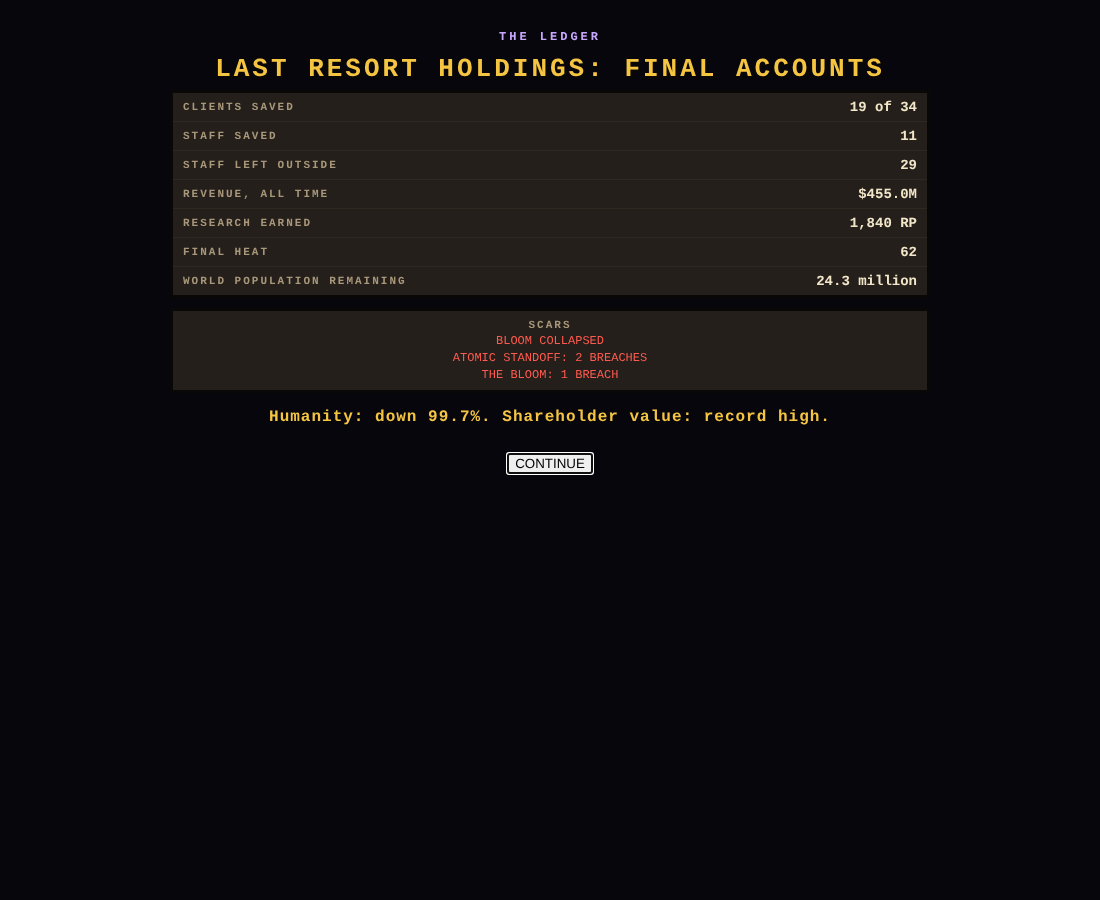 THE LEDGER
LAST RESORT HOLDINGS: FINAL ACCOUNTS
CLIENTS SAVED 19 of 34
STAFF SAVED 11
STAFF LEFT OUTSIDE 29
REVENUE, ALL TIME $455.0M
RESEARCH EARNED 1,840 RP
FINAL HEAT 62
WORLD POPULATION REMAINING 24.3 million
SCARS
BLOOM COLLAPSED
ATOMIC STANDOFF: 2 BREACHES
THE BLOOM: 1 BREACH
Humanity: down 99.7%. Shareholder value: record high.
CONTINUE